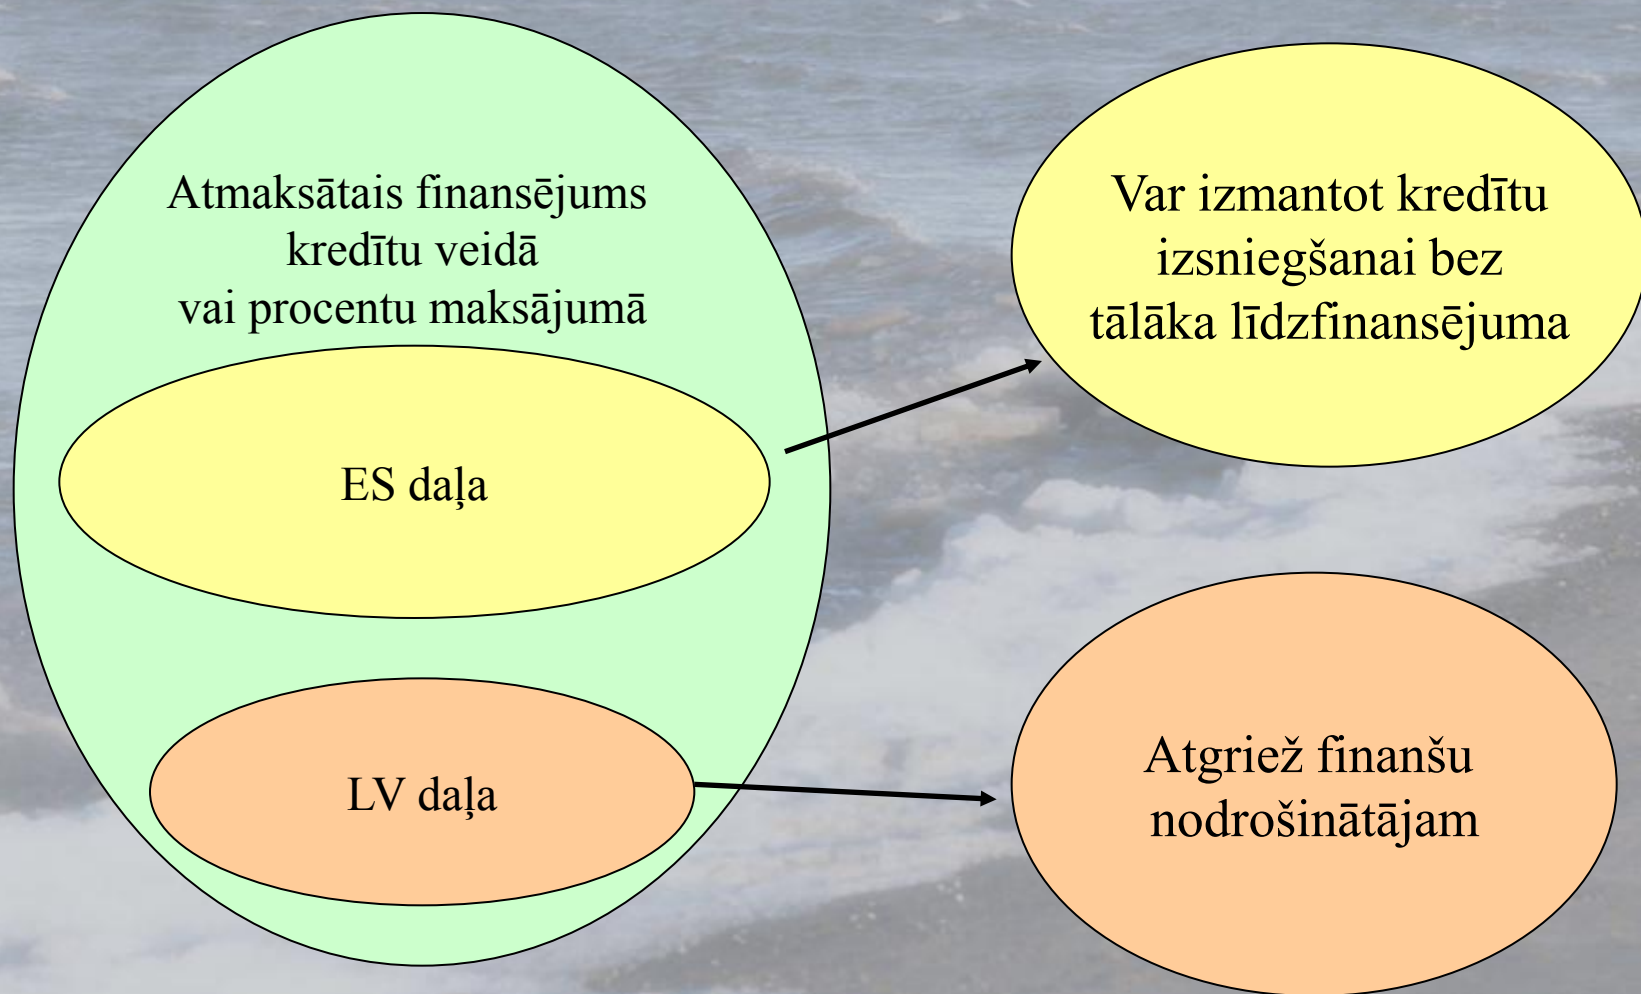 Atmaksātais finansējums
kredītu veidā
vai procentu maksājumā
ES daļa
LV daļa
Var izmantot kredītu
izsniegšanai bez
tālāka līdzfinansējuma
Atgriež finanšu
nodrošinātājam